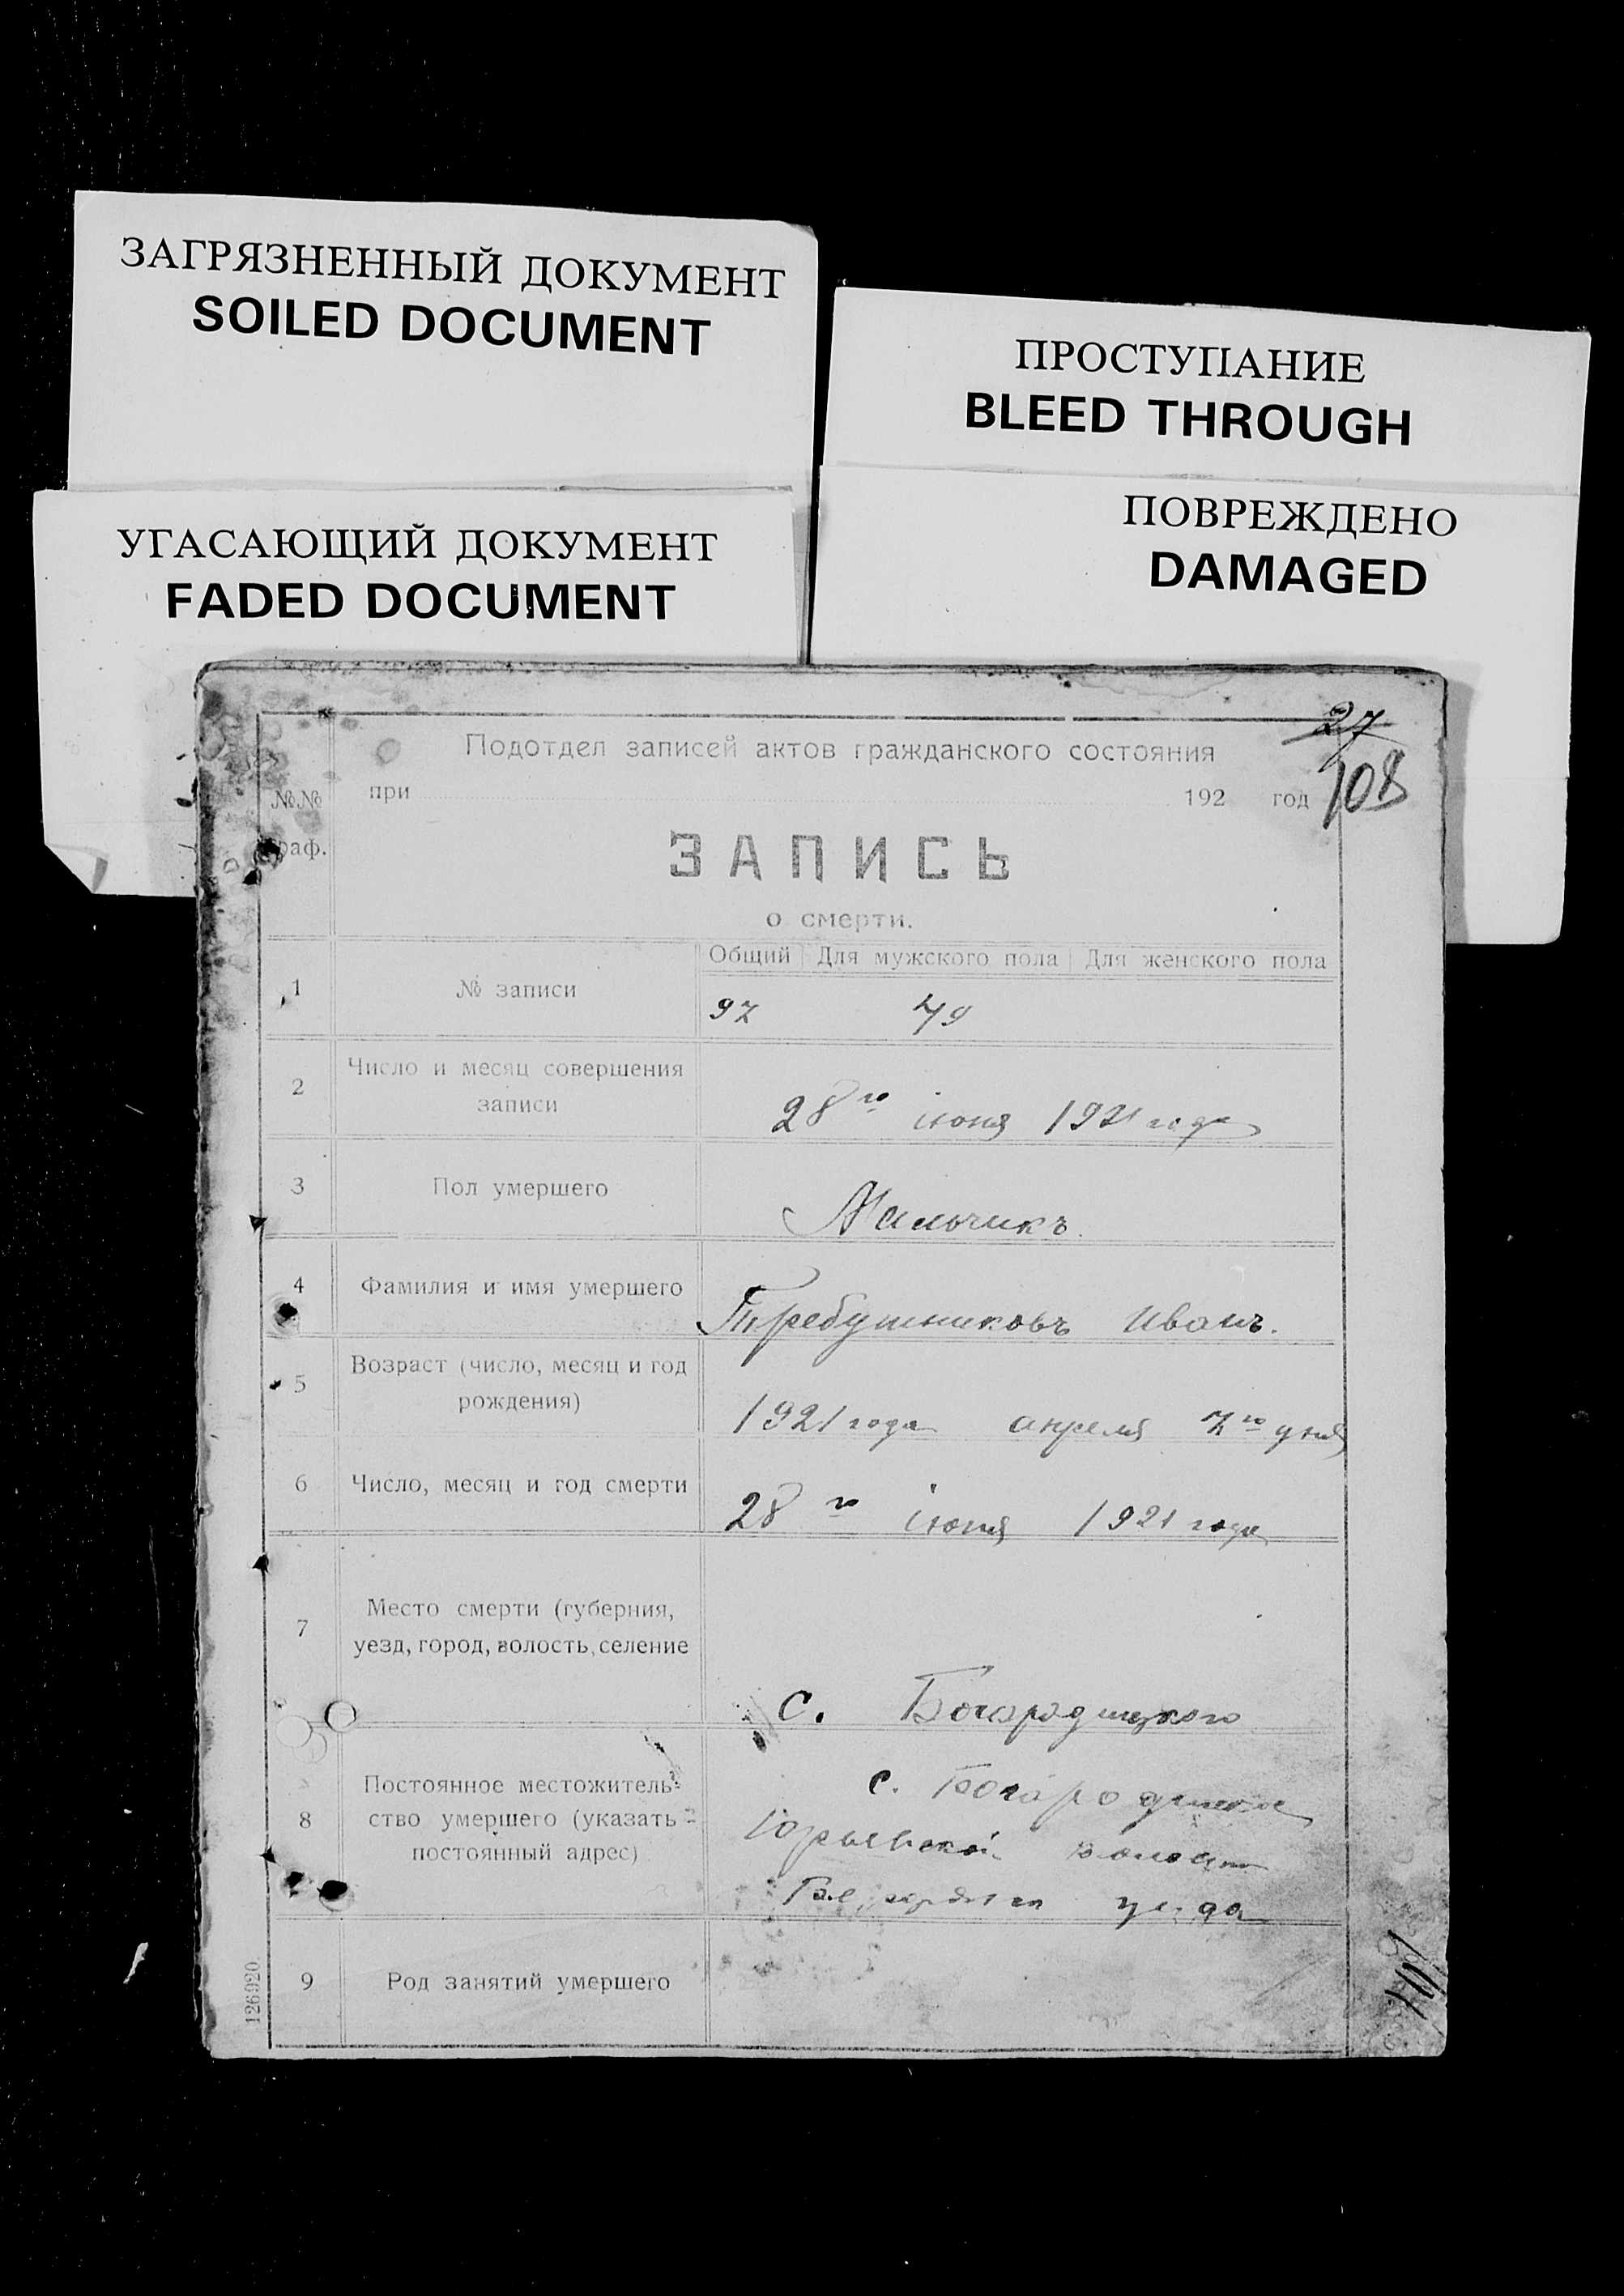 ЗАГРЯЗНЕННЫЙ ДОКУМЕНТ
SOILED DOCUMENT
ПРОСТУПАНИЕ
BLEED THROUGH
УГАСАЮЩИЙ ДОКУМЕНТ
FADED DOCUMENT
ПОВРЕЖДЕНО
DAMAGED
27
108
Подотдел записей актов гражданского состояния
№№ при 192 год
раф.
ЗАПИСЬ
о смерти.
Общий Для мужского пола Для женского пола
1 № записи
97 49
2 Число и месяц совершения
записи
28го іюня 1921 года
3 Пол умершего
Мальчикъ.
4 Фамилия и имя умершего
Требушниковъ Иванъ.
5 Возраст (число, месяц и год
рождения)
1921 года апреля 7го дня
6 Число, месяц и год смерти
28го іюня 1921 года
7 Место смерти (губерния,
уезд, город, волость, селение
с. Богородицкого
8 Постоянное местожитель-
ство умершего (указать
постоянный адрес)
с.
Юрьевской
уезда
9 Род занятий умершего
126920.
109